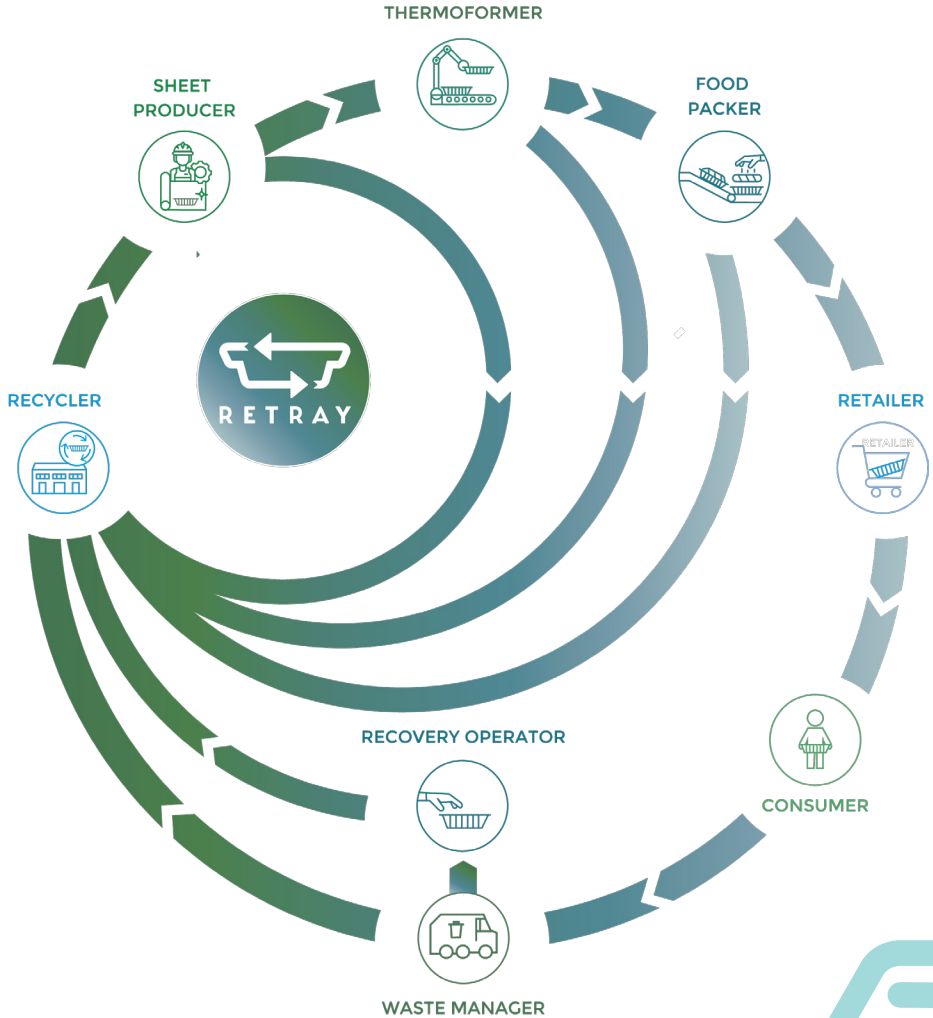 THERMOFORMER
SHEET
PRODUCER
FOOD
PACKER
RECYCLER
RETRAY
RETAILER
RETAILER
RECOVERY OPERATOR
CONSUMER
WASTE MANAGER